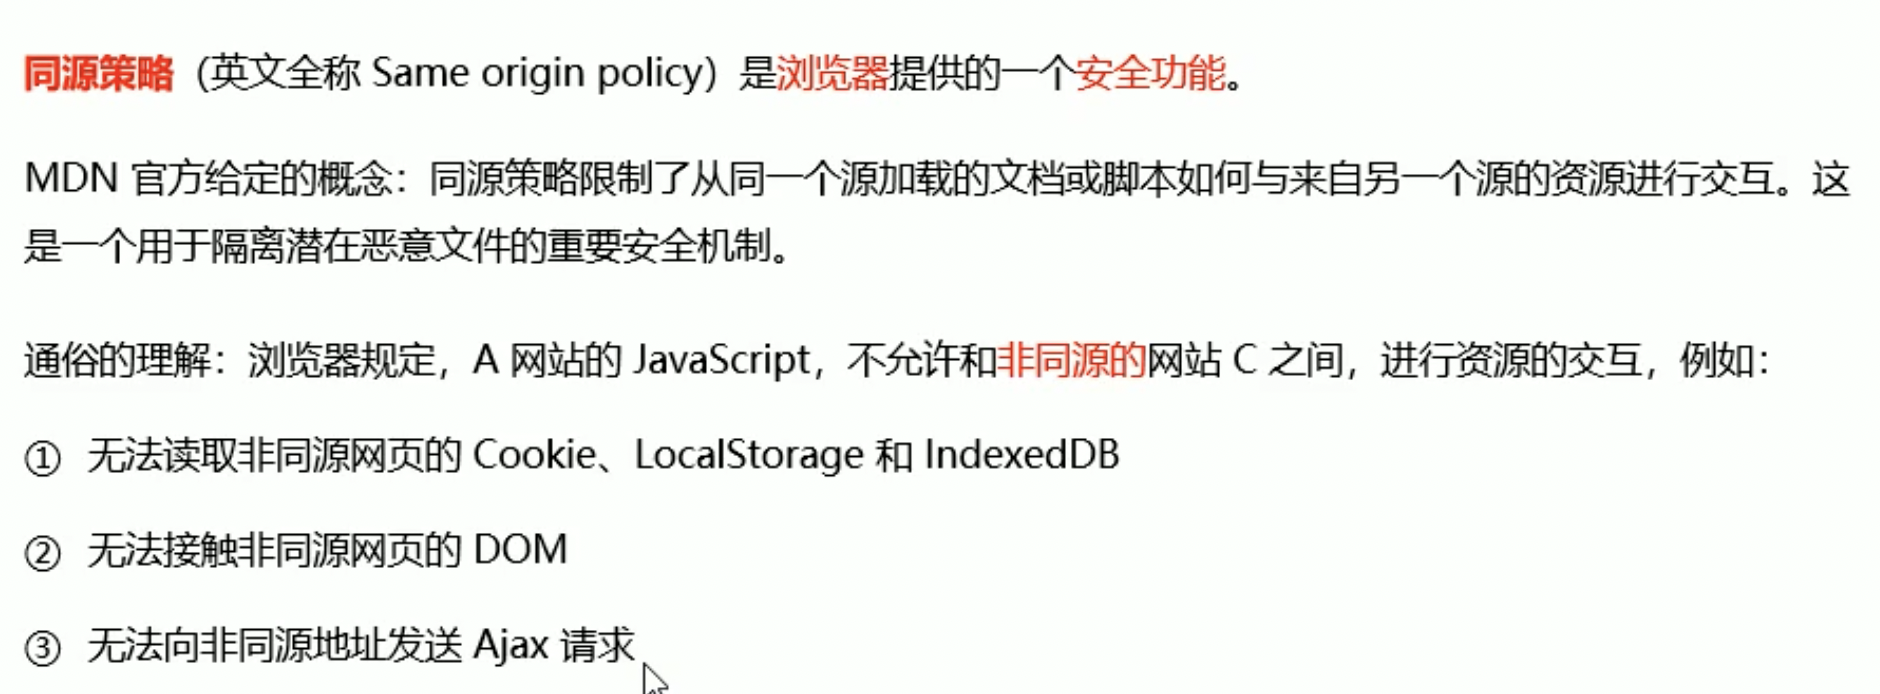 同源策略（英文全称 Same origin policy）是浏览器提供的一个安全功能。
MDN 官方给定的概念：同源策略限制了从同一个源加载的文档或脚本如何与来自另一个源的资源进行交互。这
是一个用于隔离潜在恶意文件的重要安全机制。
通俗的理解：浏览器规定，A 网站的 JavaScript，不允许和非同源的网站 C 之间，进行资源的交互，例如：
① 无法读取非同源网页的 Cookie、LocalStorage 和 IndexedDB
② 无法接触非同源网页的 DOM
③ 无法向非同源地址发送 Ajax 请求